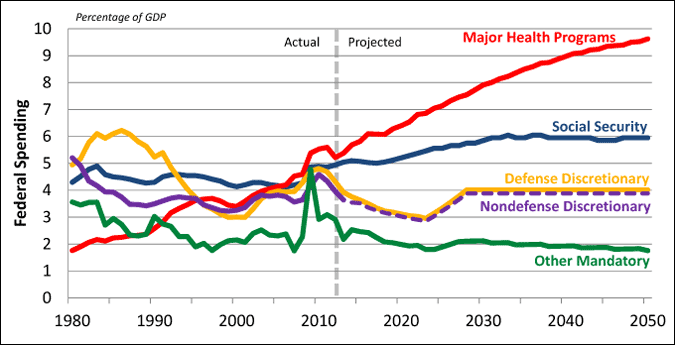 Percentage of GDP
10
9
8
7
6
5
4
3
2
1
0
Federal Spending
Actual
Projected
Major Health Programs
Social Security
Defense Discretionary
Nondefense Discretionary
Other Mandatory
1980
1990
2000
2010
2020
2030
2040
2050